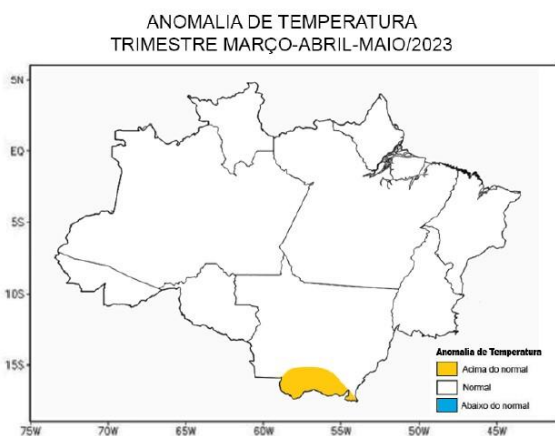 ANOMALIA DE TEMPERATURA
TRIMESTRE MARÇO-ABRIL-MAIO/2023
5N
EQ
5S
10S
15S
75W
70W
65W
60W
55W
50W
45W
Anomalia de Temperatura
Acima do normal
Normal
Abaixo do normal